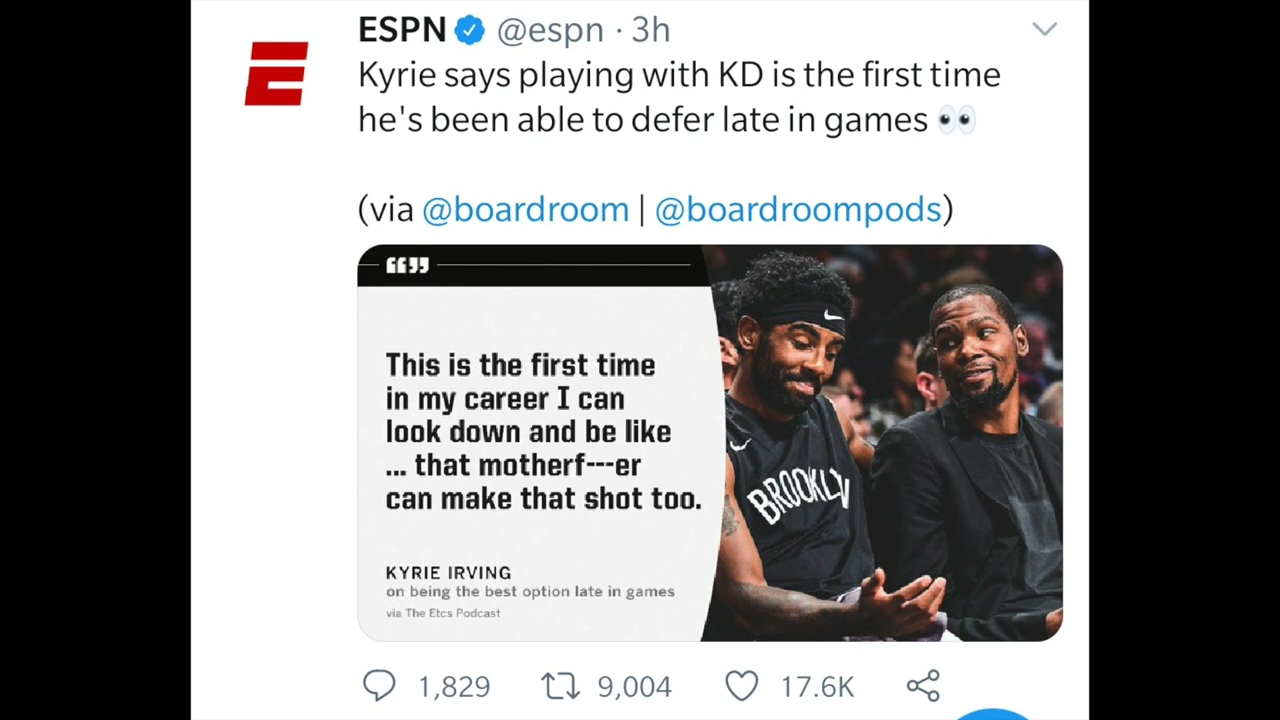 ESPN @espn · 3h
Kyrie says playing with KD is the first time
he's been able to defer late in games 👀
(via @boardroom | @boardroompods)
This is the first time
in my career I can
look down and be like
... that motherf---er
can make that shot too.
KYRIE IRVING
on being the best option late in games
via The Etcs Podcast
BROOKLYN
1,829 9,004 17.6K